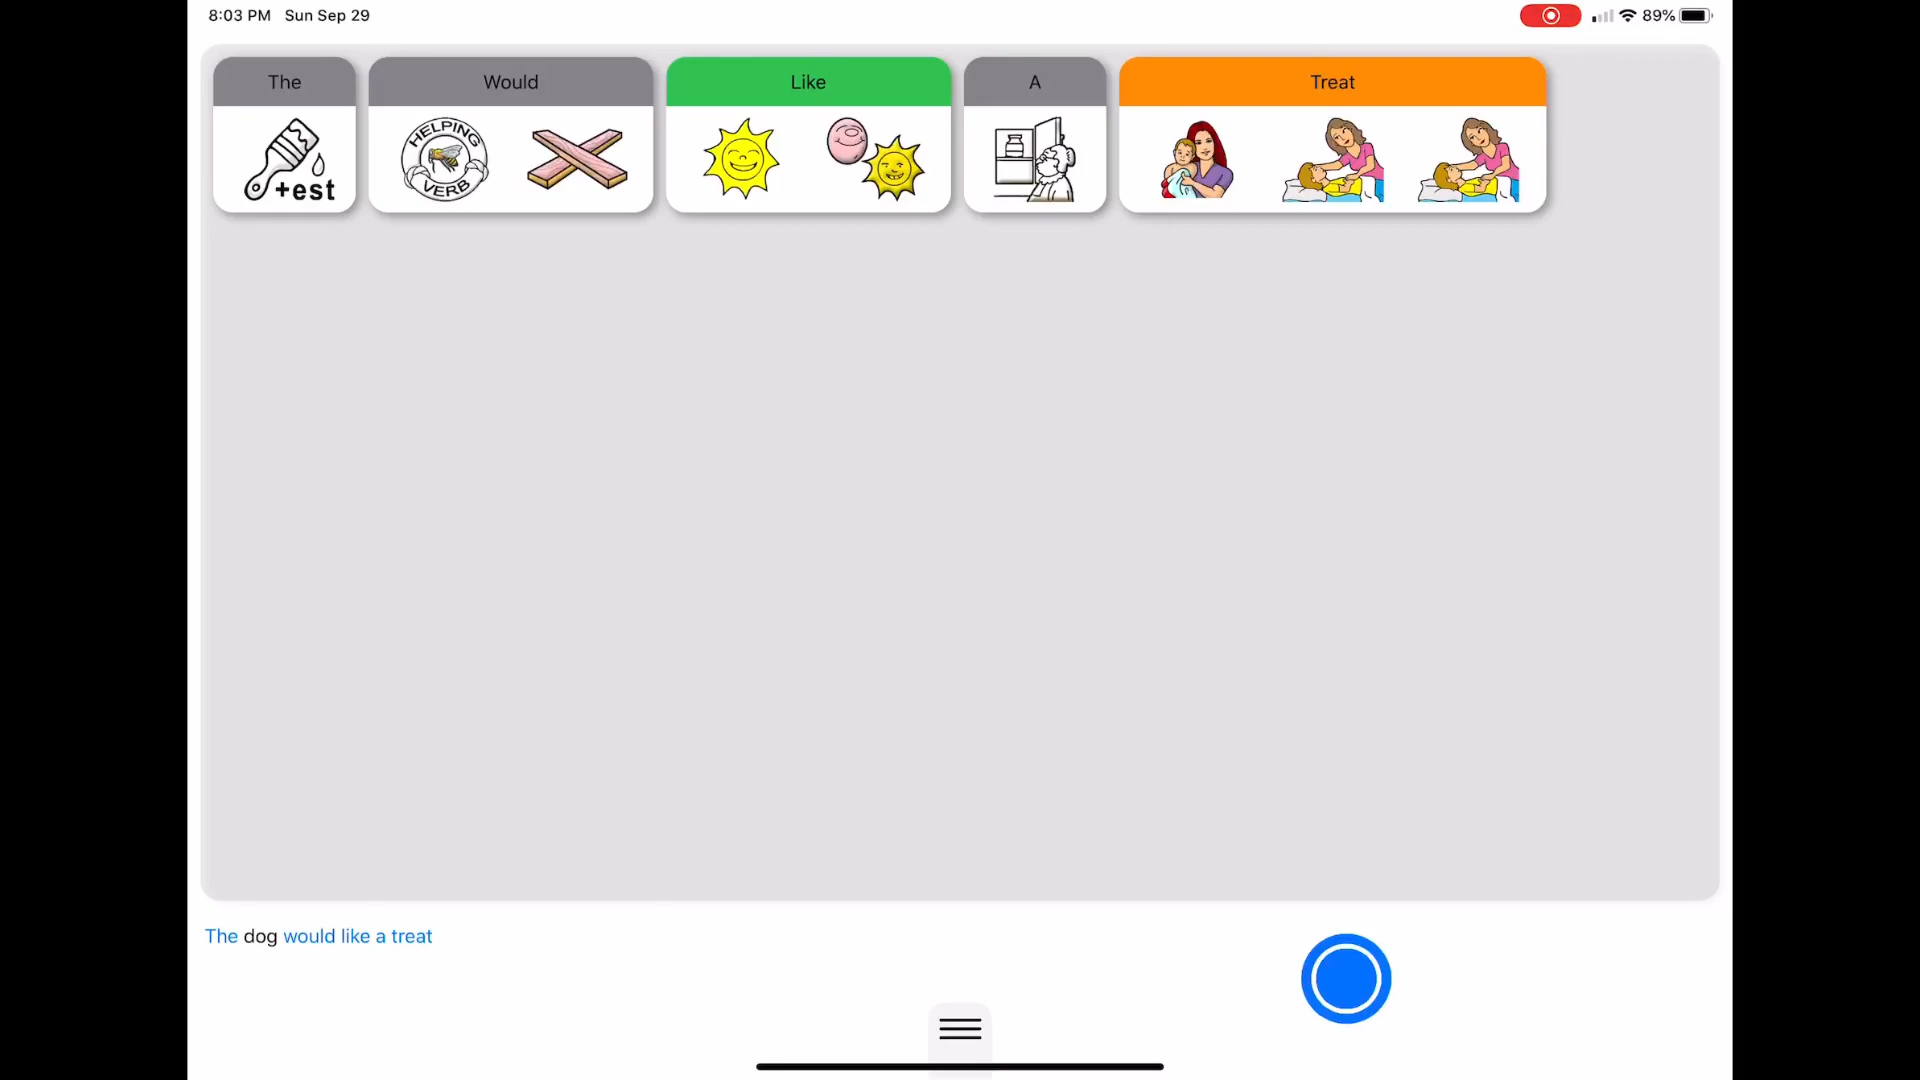 8:03 PM Sun Sep 29 89%
The Would Like A Treat
+est
HELPING
VERB
The dog would like a treat